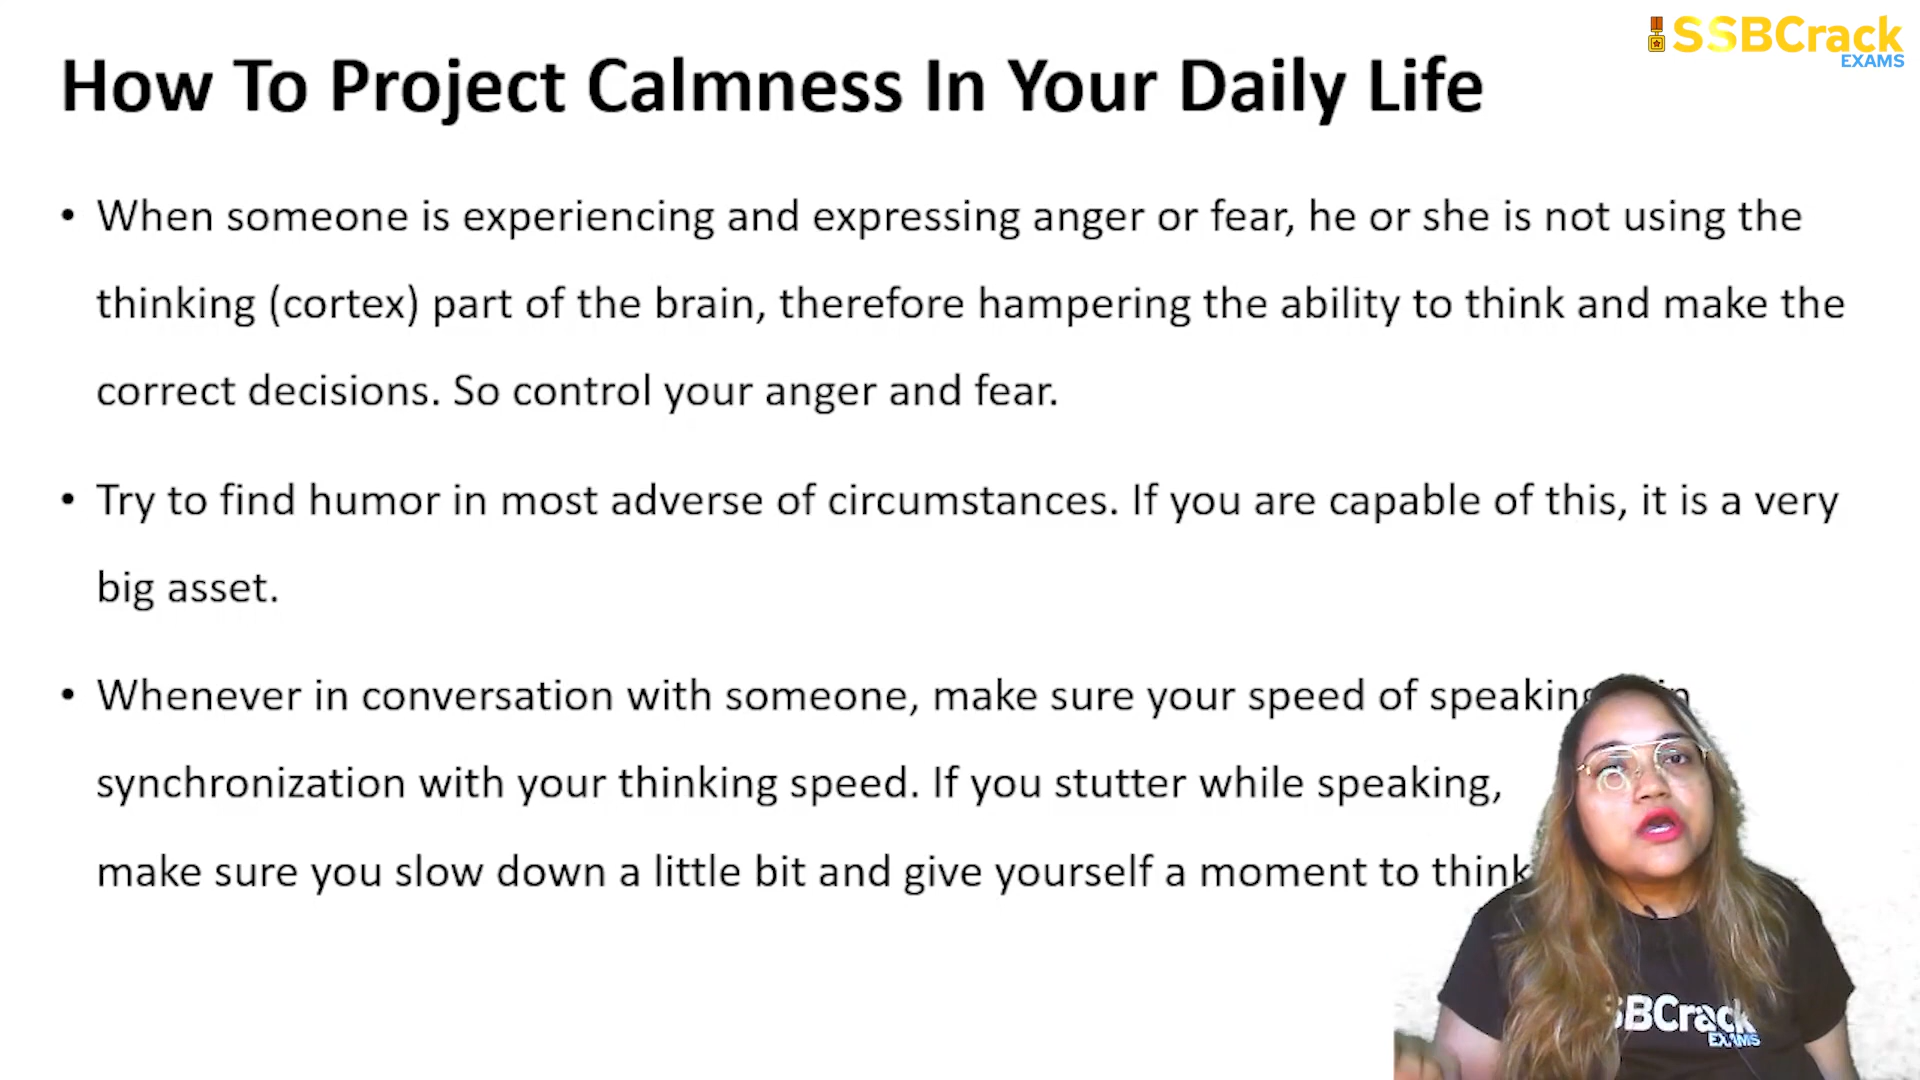 SSBCrack
EXAMS
How To Project Calmness In Your Daily Life
• When someone is experiencing and expressing anger or fear, he or she is not using the
thinking (cortex) part of the brain, therefore hampering the ability to think and make the
correct decisions. So control your anger and fear.
• Try to find humor in most adverse of circumstances. If you are capable of this, it is a very
big asset.
• Whenever in conversation with someone, make sure your speed of speaking in
synchronization with your thinking speed. If you stutter while speaking,
make sure you slow down a little bit and give yourself a moment to think
SBCrack
EXAMS